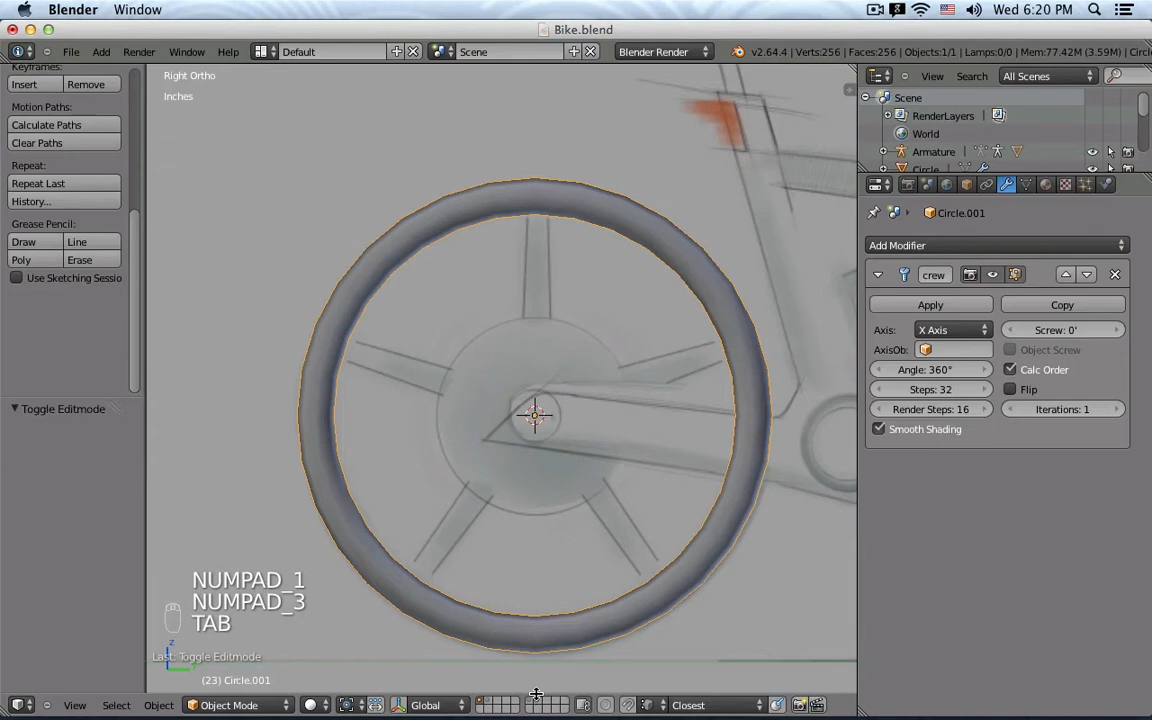 Blender Window Wed 6:20 PM
Bike.blend
File Add Render Window Help Default Scene Blender Render v2.64.4 | Verts:256 | Faces:256 | Objects:1/1 | Lamps:0/0 | Mem:77.42M (3.59M) | Circl
Keyframes:
Insert Remove
Motion Paths:
Calculate Paths
Clear Paths
Repeat:
Repeat Last
History...
Grease Pencil:
Draw Line
Poly Erase
Use Sketching Sessio
Toggle Editmode
Right Ortho
Inches
NUMPAD_1
NUMPAD_3
TAB
Last: Toggle Editmode
(23) Circle.001
View Select Object Object Mode Global Closest
View Search All Scenes
Scene
RenderLayers
World
Armature
Circle
Circle.001
Add Modifier
crew
Apply Copy
Axis: X Axis Screw: 0'
AxisOb: Object Screw
Angle: 360° Calc Order
Steps: 32 Flip
Render Steps: 16 Iterations: 1
Smooth Shading